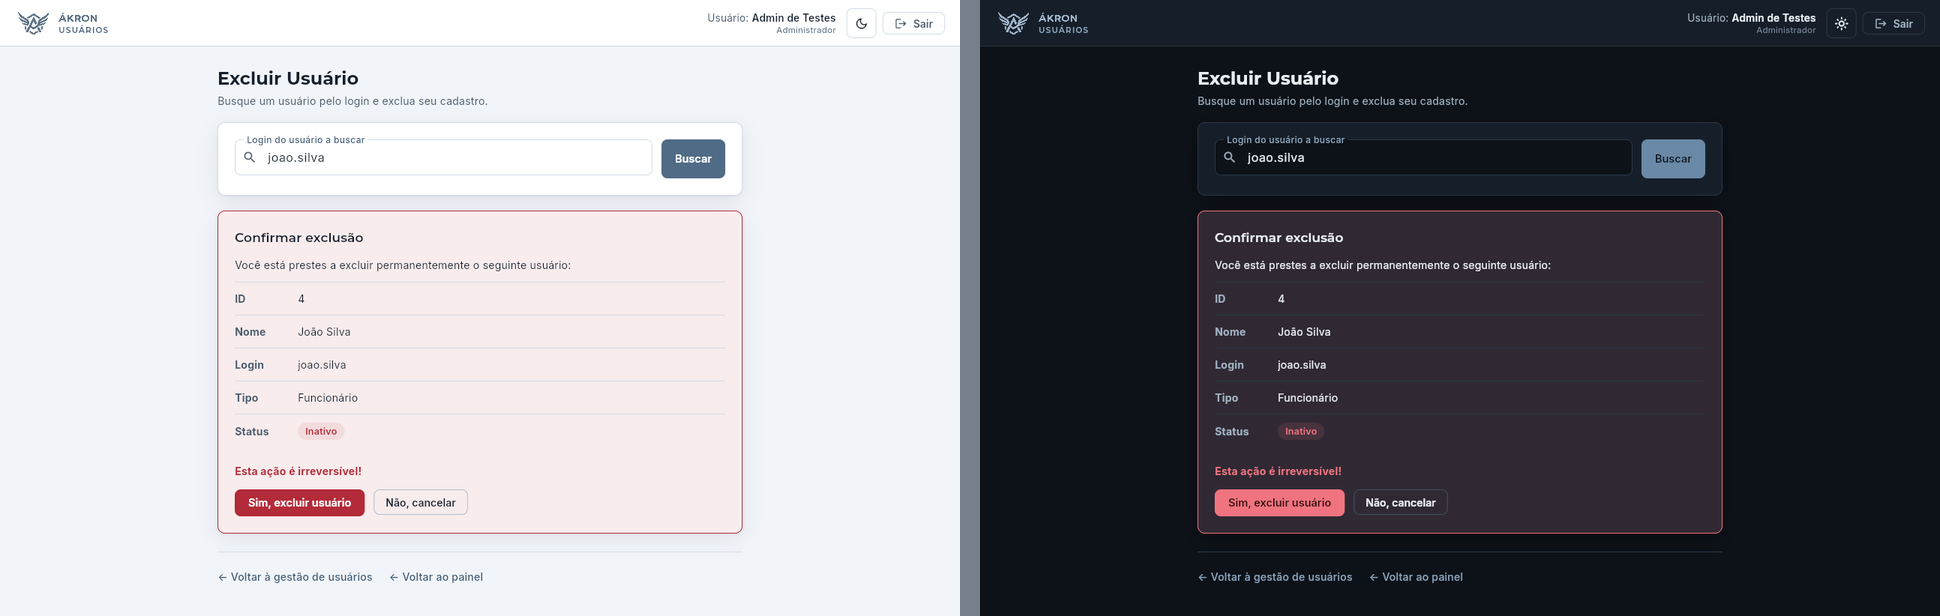 ÁKRON
USUÁRIOS
Usuário: Admin de Testes
Administrador
Sair
Excluir Usuário
Busque um usuário pelo login e exclua seu cadastro.
Login do usuário a buscar
joao.silva
Buscar
Confirmar exclusão
Você está prestes a excluir permanentemente o seguinte usuário:
ID 4
Nome João Silva
Login joao.silva
Tipo Funcionário
Status Inativo
Esta ação é irreversível!
Sim, excluir usuário Não, cancelar
← Voltar à gestão de usuários ← Voltar ao painel
ÁKRON
USUÁRIOS
Usuário: Admin de Testes
Administrador
Sair
Excluir Usuário
Busque um usuário pelo login e exclua seu cadastro.
Login do usuário a buscar
joao.silva
Buscar
Confirmar exclusão
Você está prestes a excluir permanentemente o seguinte usuário:
ID 4
Nome João Silva
Login joao.silva
Tipo Funcionário
Status Inativo
Esta ação é irreversível!
Sim, excluir usuário Não, cancelar
← Voltar à gestão de usuários ← Voltar ao painel